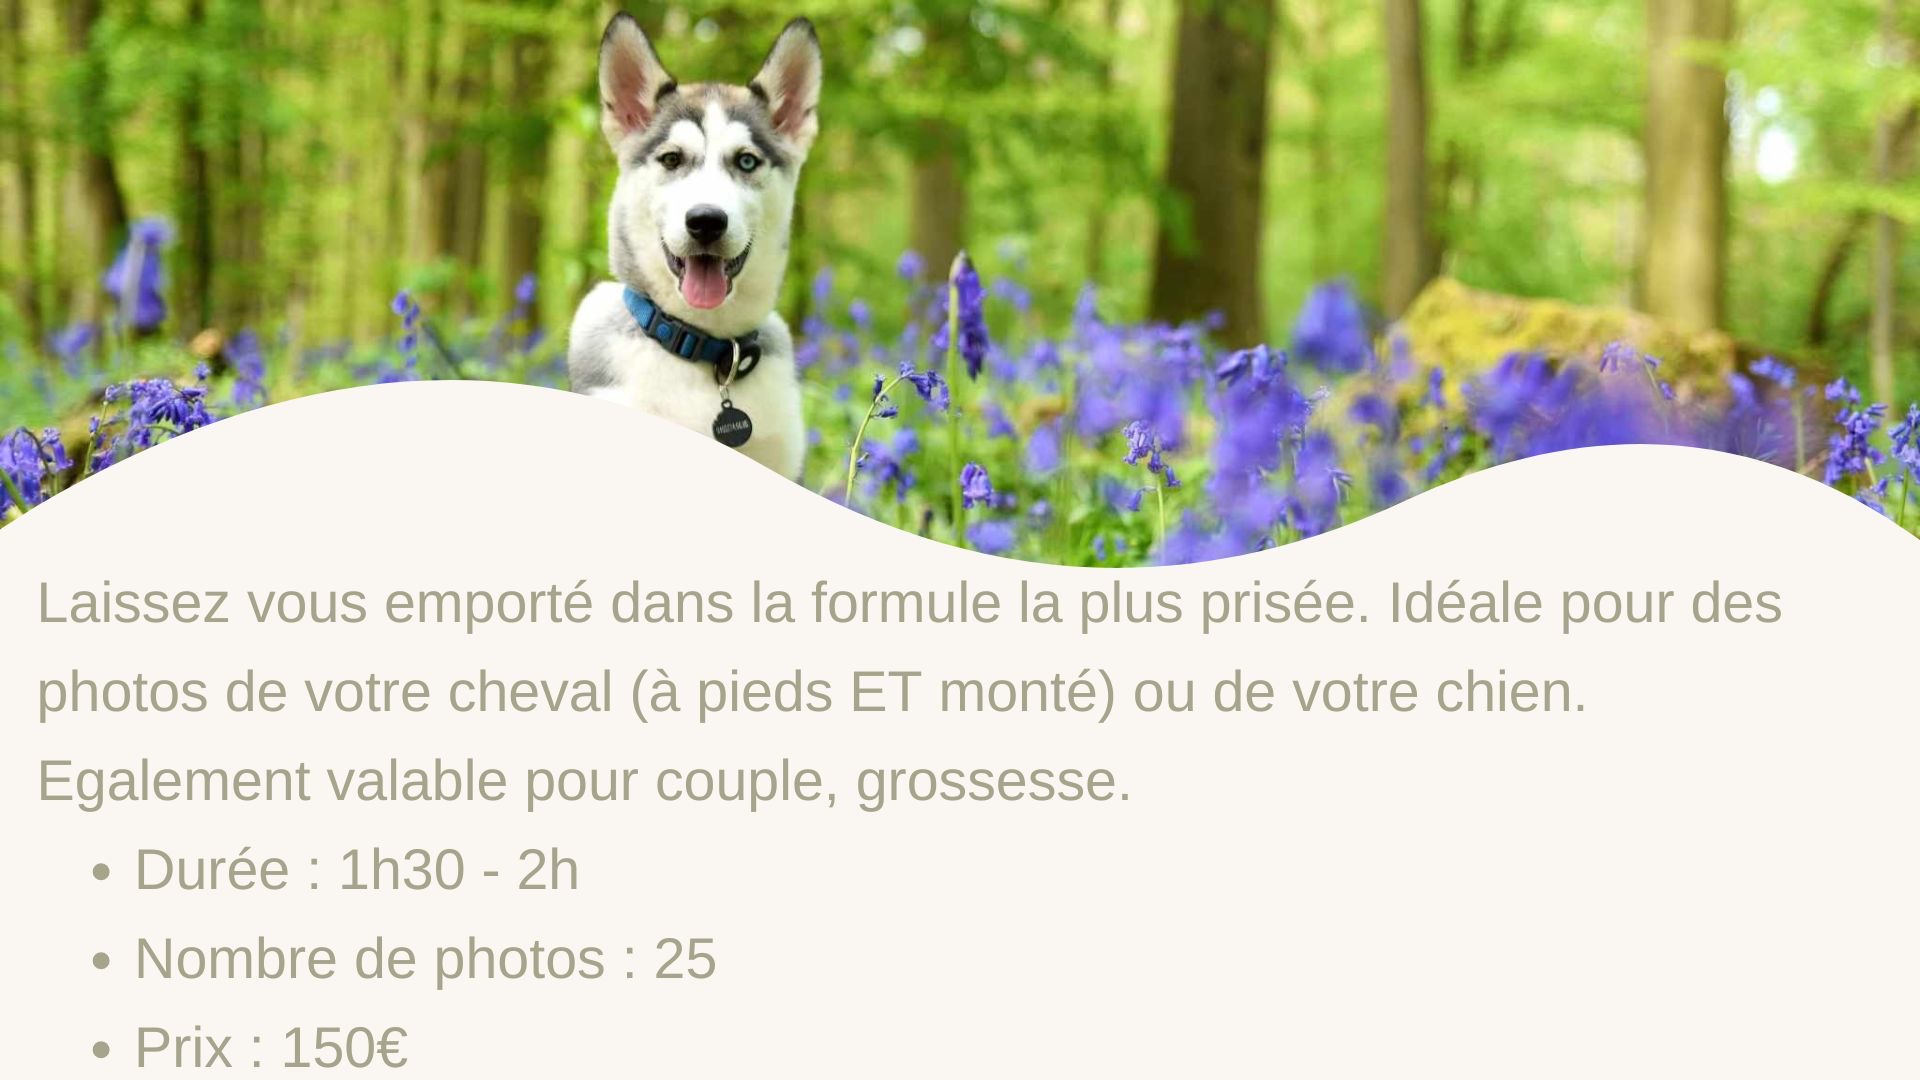 Laissez vous emporté dans la formule la plus prisée. Idéale pour des
photos de votre cheval (à pieds ET monté) ou de votre chien.
Egalement valable pour couple, grossesse.
• Durée : 1h30 - 2h
• Nombre de photos : 25
• Prix : 150€